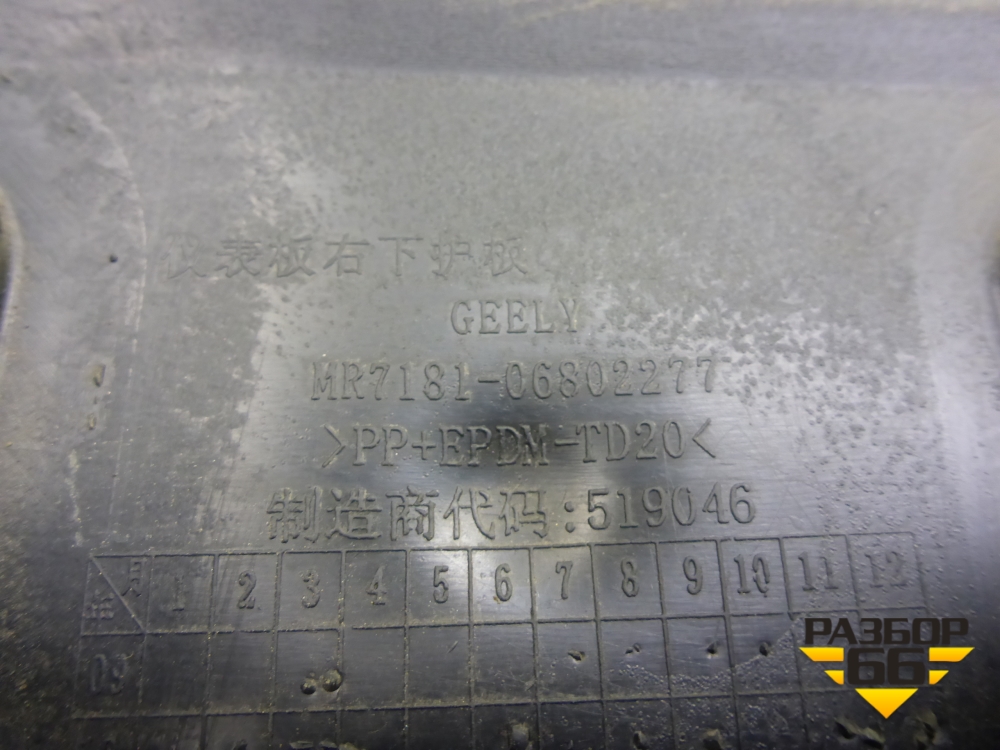 仪表板右下护板
GEELY
MR7181-06802277
>PP+EPDM-TD20<
制造商代码:519046
月 1 2 3 4 5 6 7 8 9 10 11 12
09
РАЗБОР
66